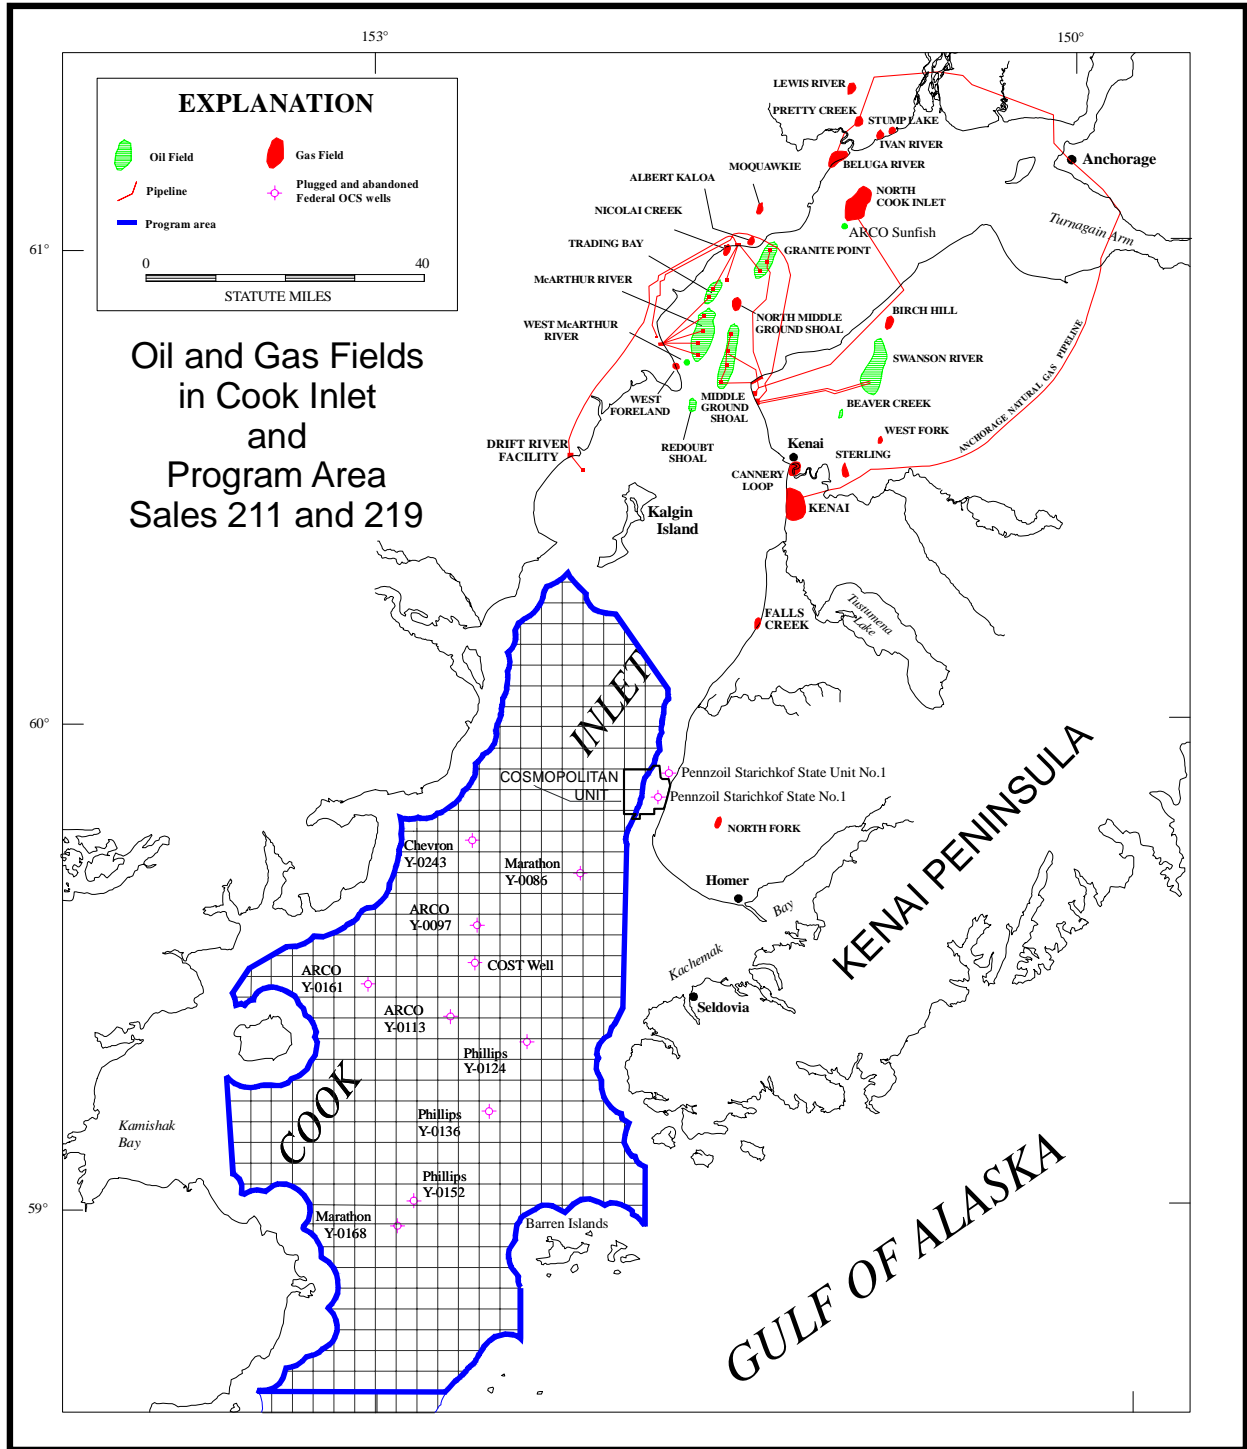 153°
150°
EXPLANATION
Oil Field
Gas Field
Pipeline
Plugged and abandoned
Federal OCS wells
Program area
0
40
STATUTE MILES
61°
Oil and Gas Fields
in Cook Inlet
and
Program Area
Sales 211 and 219
LEWIS RIVER
PRETTY CREEK
STUMP LAKE
IVAN RIVER
BELUGA RIVER
MOQUAWKIE
ALBERT KALOA
NICOLAI CREEK
TRADING BAY
McARTHUR RIVER
WEST McARTHUR
RIVER
Anchorage
NORTH
COOK INLET
ARCO Sunfish
Turnagain Arm
GRANITE POINT
NORTH MIDDLE
GROUND SHOAL
BIRCH HILL
SWANSON RIVER
ANCHORAGE NATURAL GAS PIPELINE
WEST
FORELAND
MIDDLE
GROUND
SHOAL
BEAVER CREEK
REDOUBT
SHOAL
WEST FORK
Kenai
STERLING
DRIFT RIVER
FACILITY
CANNERY
LOOP
KENAI
Kalgin
Island
FALLS
CREEK
Tustumena
Lake
60°
INLET
COSMOPOLITAN
UNIT
Pennzoil Starichkof State Unit No.1
Pennzoil Starichkof State No.1
NORTH FORK
KENAI PENINSULA
Chevron
Y-0243
Marathon
Y-0086
Homer
ARCO
Y-0097
Kachemak
Bay
COST Well
ARCO
Y-0161
Seldovia
ARCO
Y-0113
Phillips
Y-0124
COOK
Phillips
Y-0136
Kamishak
Bay
Phillips
Y-0152
59°
Marathon
Y-0168
Barren Islands
GULF OF ALASKA